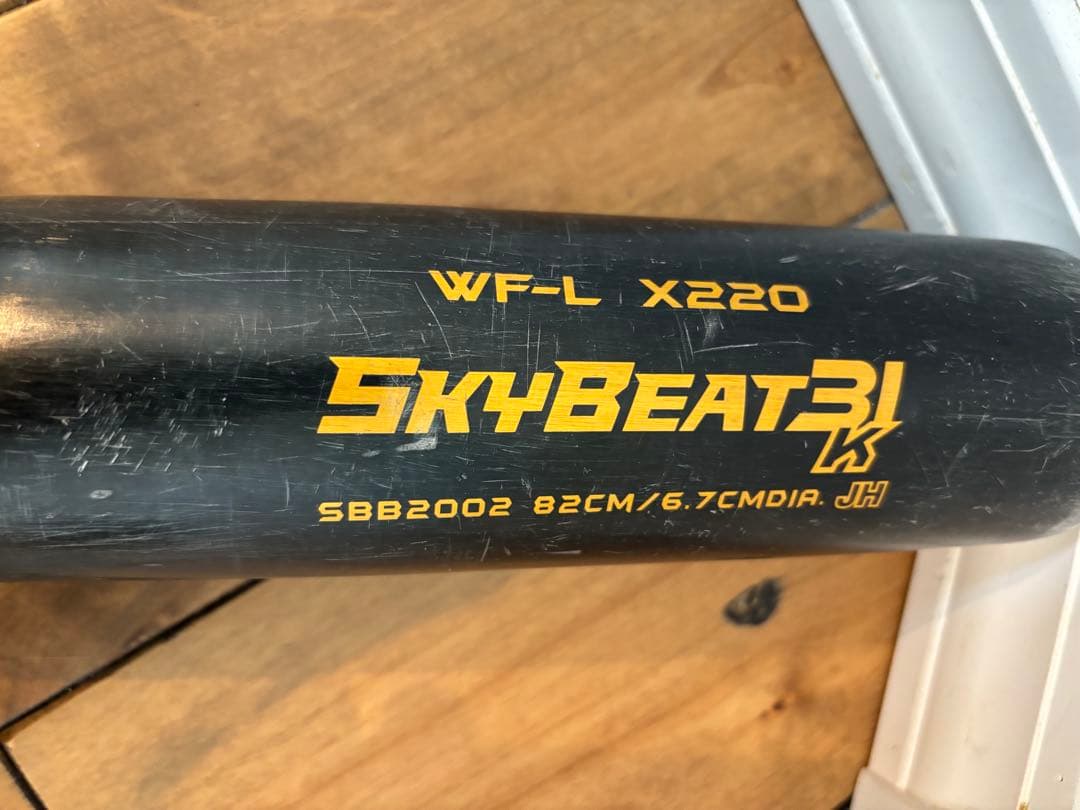 WF-L X220
SKYBEAT31
K
SBB2002 82CM/6.7CMDIA. JH